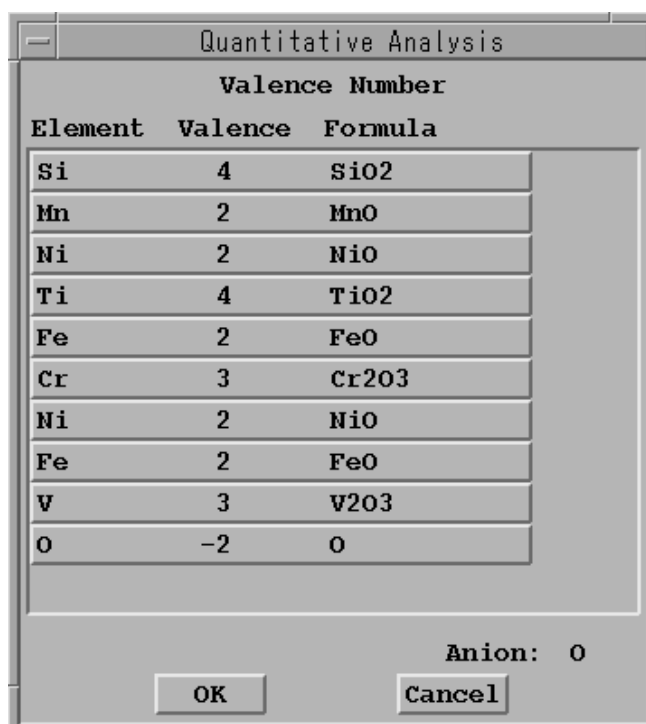 Quantitative Analysis
Valence Number
Element Valence Formula
Si 4 SiO2
Mn 2 MnO
Ni 2 NiO
Ti 4 TiO2
Fe 2 FeO
Cr 3 Cr2O3
Ni 2 NiO
Fe 2 FeO
V 3 V2O3
O -2 O
Anion: O
OK Cancel